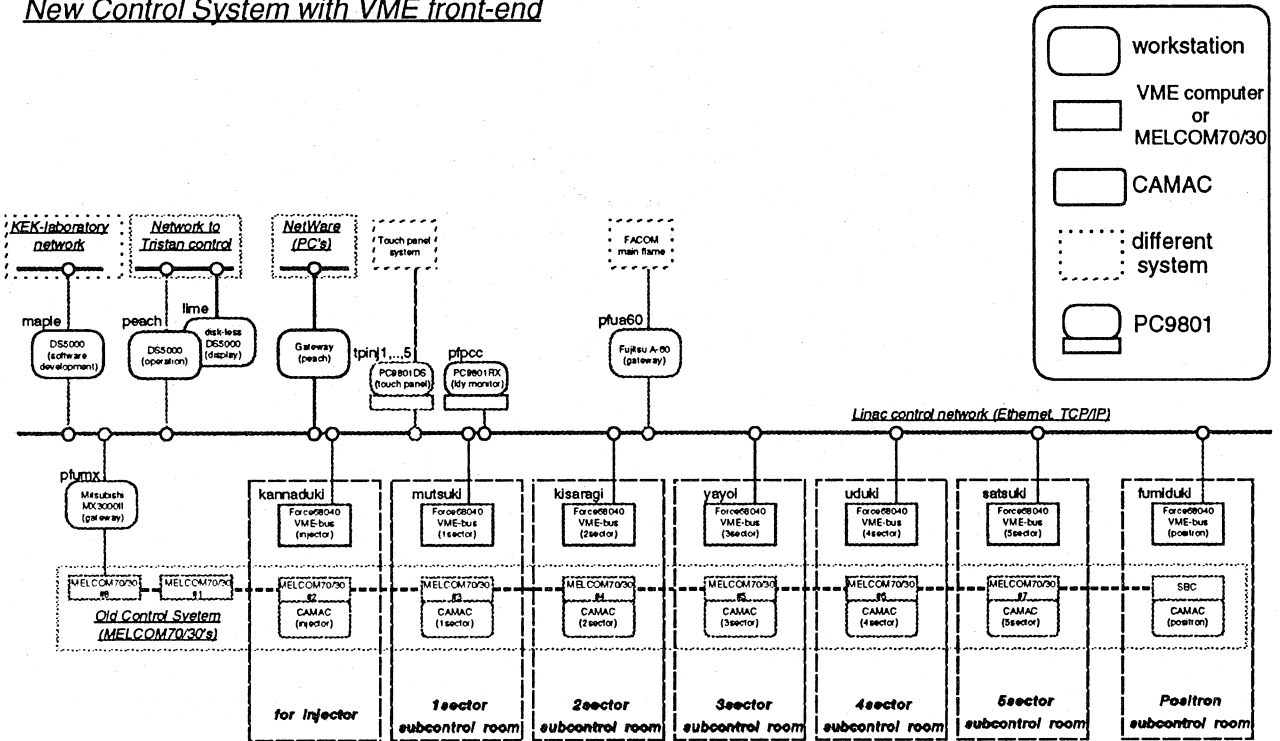 New Control System with VME front-end
workstation
VME computer
or
MELCOM70/30
CAMAC
different
system
PC9801
KEK-laboratory
network
Network to
Tristan control
NetWare
(PC's)
Touch panel
system
FACOM
main flame
maple
DS5000
(software
development)
peach
DS5000
(operation)
lime
disk-less
DS5000
(display)
Gateway
(peach)
tpinj1,...,5
PC9801DS
(touch panel)
pfpcc
PC9801RX
(kly monitor)
pfua60
Fujitsu A-60
(gateway)
Linac control network (Ethernet, TCP/IP)
pfumx
Mitsubishi
MX3000II
(gateway)
kannaduki
Force68040
VME-bus
(injector)
mutsuki
Force68040
VME-bus
(1sector)
kisaragi
Force68040
VME-bus
(2sector)
yayoi
Force68040
VME-bus
(3sector)
uduki
Force68040
VME-bus
(4sector)
satsuki
Force68040
VME-bus
(5sector)
fumiduki
Force68040
VME-bus
(positron)
MELCOM70/30
MELCOM70/30
#1
MELCOM70/30
#2
CAMAC
(injector)
MELCOM70/30
#3
CAMAC
(1sector)
MELCOM70/30
#4
CAMAC
(2sector)
MELCOM70/30
#5
CAMAC
(3sector)
MELCOM70/30
#6
CAMAC
(4sector)
MELCOM70/30
#7
CAMAC
(5sector)
SBC
CAMAC
(positron)
Old Control System
(MELCOM70/30's)
for injector
1sector
subcontrol room
2sector
subcontrol room
3sector
subcontrol room
4sector
subcontrol room
5sector
subcontrol room
Positron
subcontrol room